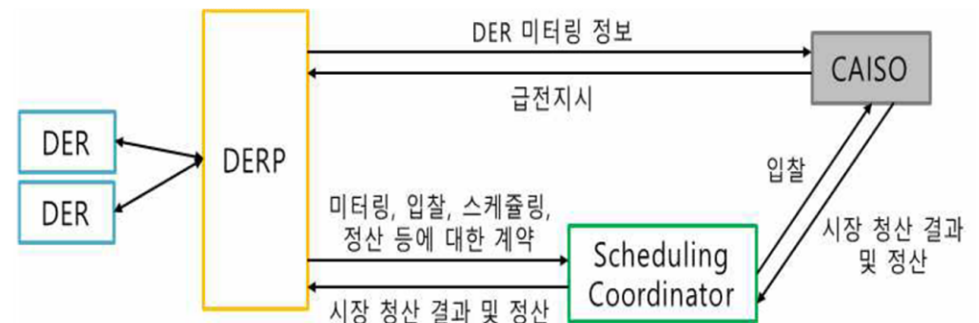 DER 미터링 정보
CAISO
급전지시
DER
DER
DERP
입찰
미터링, 입찰, 스케쥴링,
정산 등에 대한 계약
시장 청산 결과
및 정산
Scheduling
Coordinator
시장 청산 결과 및 정산